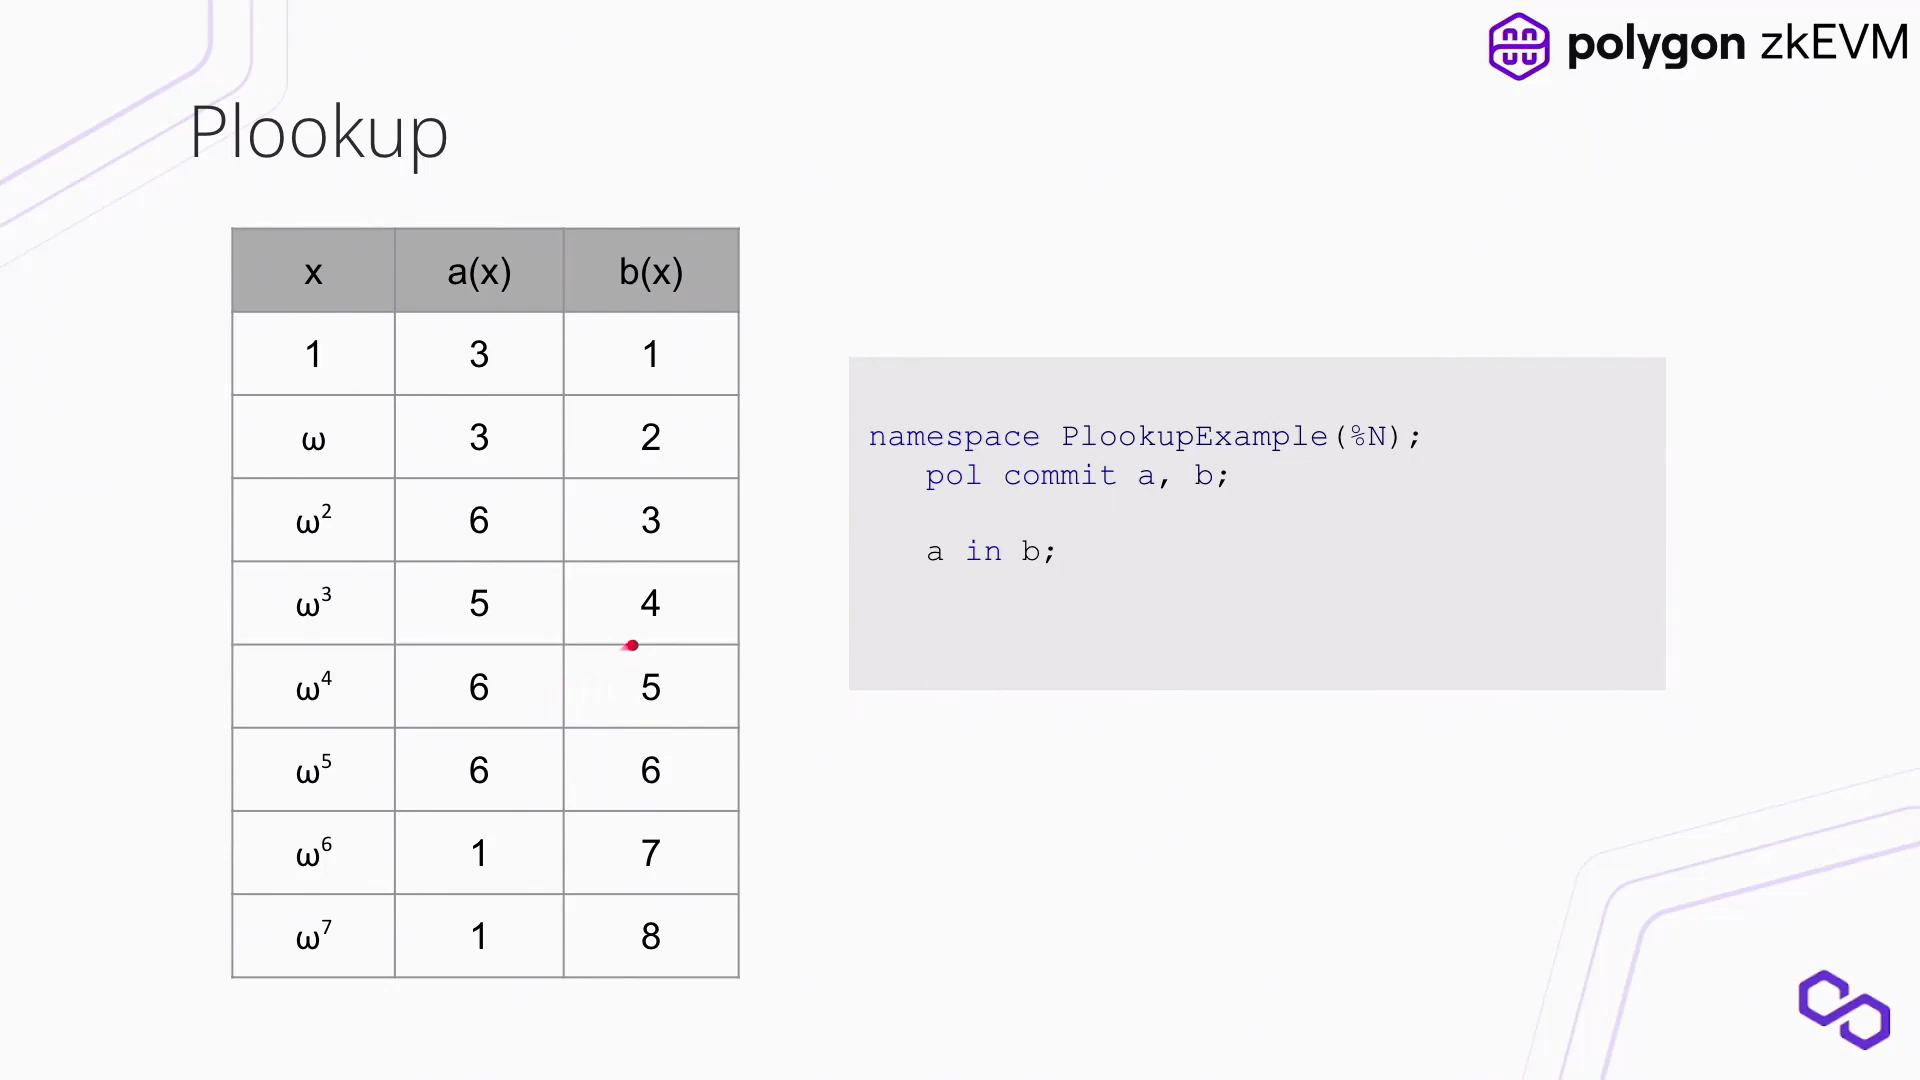 polygon zkEVM
Plookup
x a(x) b(x)
1 3 1
ω 3 2
ω² 6 3
ω³ 5 4
ω⁴ 6 5
ω⁵ 6 6
ω⁶ 1 7
ω⁷ 1 8
namespace PlookupExample(%N);
pol commit a, b;
a in b;